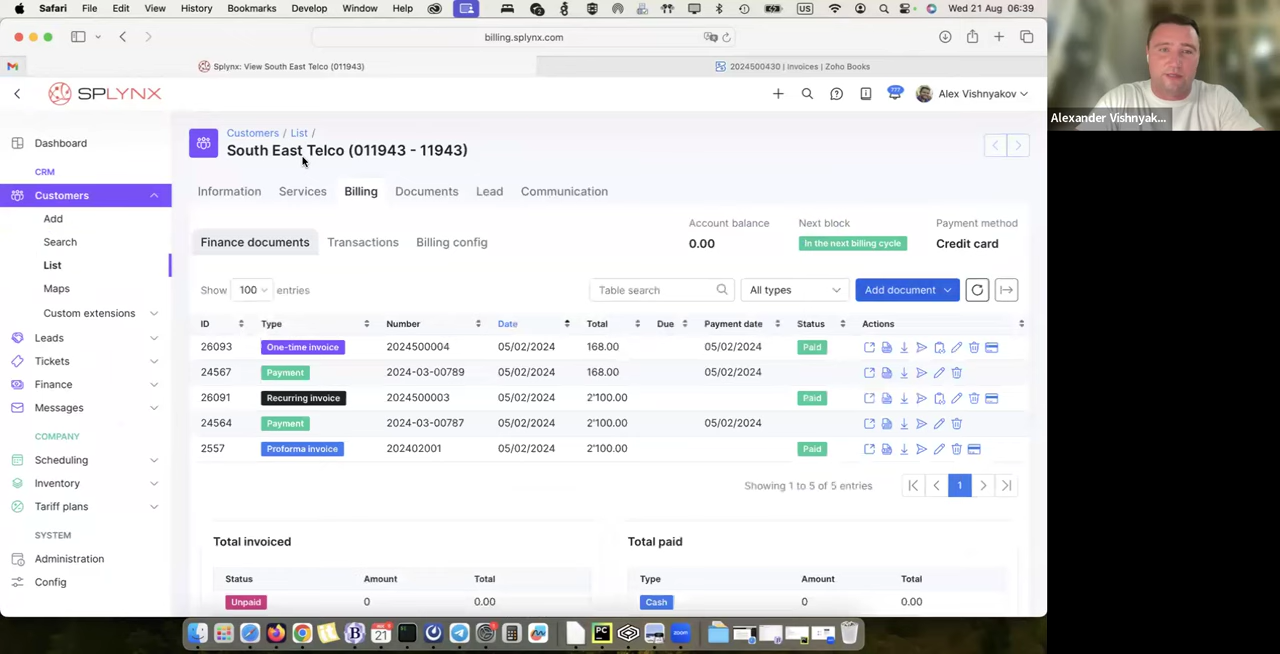 Safari File Edit View History Bookmarks Develop Window Help US Wed 21 Aug 06:39
billing.splynx.com
Splynx: View South East Telco (011943) 2024500430 | Invoices | Zoho Books
SPLYNX Alex Vishnyakov
Alexander Vishnyak...
Dashboard
CRM
Customers
Add
Search
List
Maps
Custom extensions
Leads
Tickets
Finance
Messages
COMPANY
Scheduling
Inventory
Tariff plans
SYSTEM
Administration
Config
Customers / List /
South East Telco (011943 - 11943)
Information Services Billing Documents Lead Communication
Account balance Next block Payment method
0.00 In the next billing cycle Credit card
Finance documents Transactions Billing config
Show 100 entries Table search All types Add document
ID Type Number Date Total Due Payment date Status Actions
26093 One-time invoice 2024500004 05/02/2024 168.00 05/02/2024 Paid
24567 Payment 2024-03-00789 05/02/2024 168.00 05/02/2024
26091 Recurring invoice 2024500003 05/02/2024 2'100.00 Paid
24564 Payment 2024-03-00787 05/02/2024 2'100.00 05/02/2024
2557 Proforma invoice 202402001 05/02/2024 2'100.00 Paid
Showing 1 to 5 of 5 entries 1
Total invoiced Total paid
Status Amount Total Type Amount Total
Unpaid 0 0.00 Cash 0 0.00